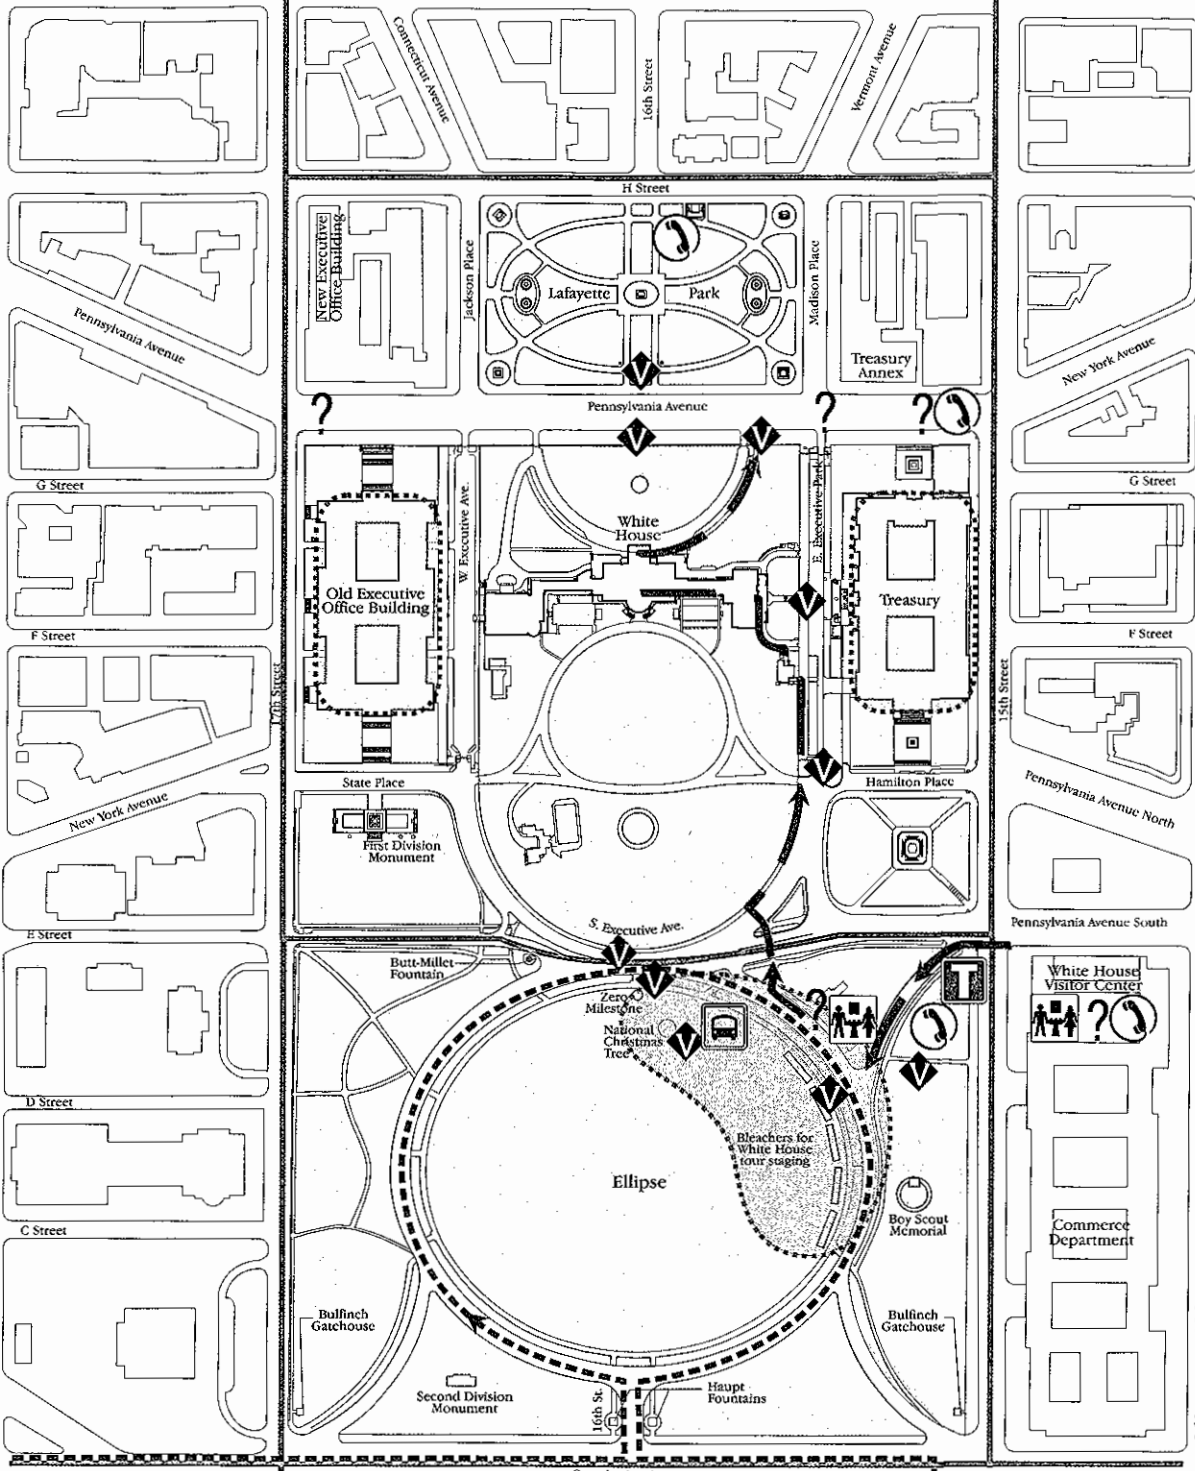 Connecticut Avenue
16th Street
Vermont Avenue
H Street
New Executive
Office Building
Jackson Place
Lafayette Park
Madison Place
Treasury
Annex
Pennsylvania Avenue
New York Avenue
V
?
Pennsylvania Avenue
?
?
V
V
G Street
G Street
W. Executive Ave.
White
House
E. Executive Park
Old Executive
Office Building
V
Treasury
F Street
F Street
17th Street
15th Street
V
State Place
Hamilton Place
New York Avenue
Pennsylvania Avenue North
First Division
Monument
S. Executive Ave.
Pennsylvania Avenue South
E Street
V
Butt-Millet
Fountain
V
T
White House
Visitor Center
Zero
Milestone
?
?
National
Christmas
Tree
V
V
V
D Street
Bleachers for
White House
tour staging
Ellipse
Boy Scout
Memorial
Commerce
Department
C Street
Bulfinch
Gatehouse
Bulfinch
Gatehouse
Second Division
Monument
16th St.
Haupt
Fountains